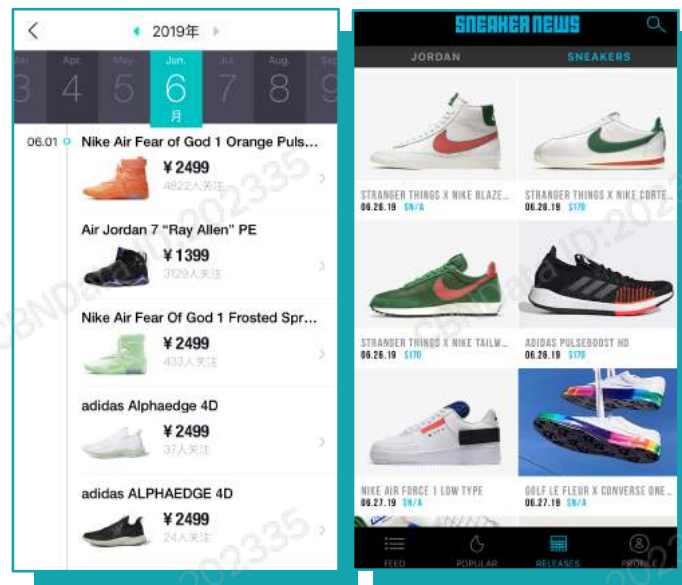 2019年
Mar. Apr. May. Jun. Jul. Aug. Sep
3 4 5 6 7 8 9
月
06.01 Nike Air Fear of God 1 Orange Puls...
¥2499
4822人关注
Air Jordan 7 “Ray Allen” PE
¥1399
3129人关注
Nike Air Fear Of God 1 Frosted Spr...
¥2499
433人关注
adidas Alphaedge 4D
¥2499
37人关注
adidas ALPHAEDGE 4D
¥2499
24人关注
SNEAKER NEWS
JORDAN SNEAKERS
STRANGER THINGS X NIKE BLAZE...
06.26.19 $N/A
STRANGER THINGS X NIKE CORTE...
06.26.19 $170
STRANGER THINGS X NIKE TAILW...
06.26.19 $170
ADIDAS PULSEBOOST HD
06.26.19 $170
NIKE AIR FORCE 1 LOW TYPE
06.27.19 $N/A
GOLF LE FLEUR X CONVERSE ONE...
06.27.19 $N/A
FEED POPULAR RELEASES PROFILE
CBNData ID:202335